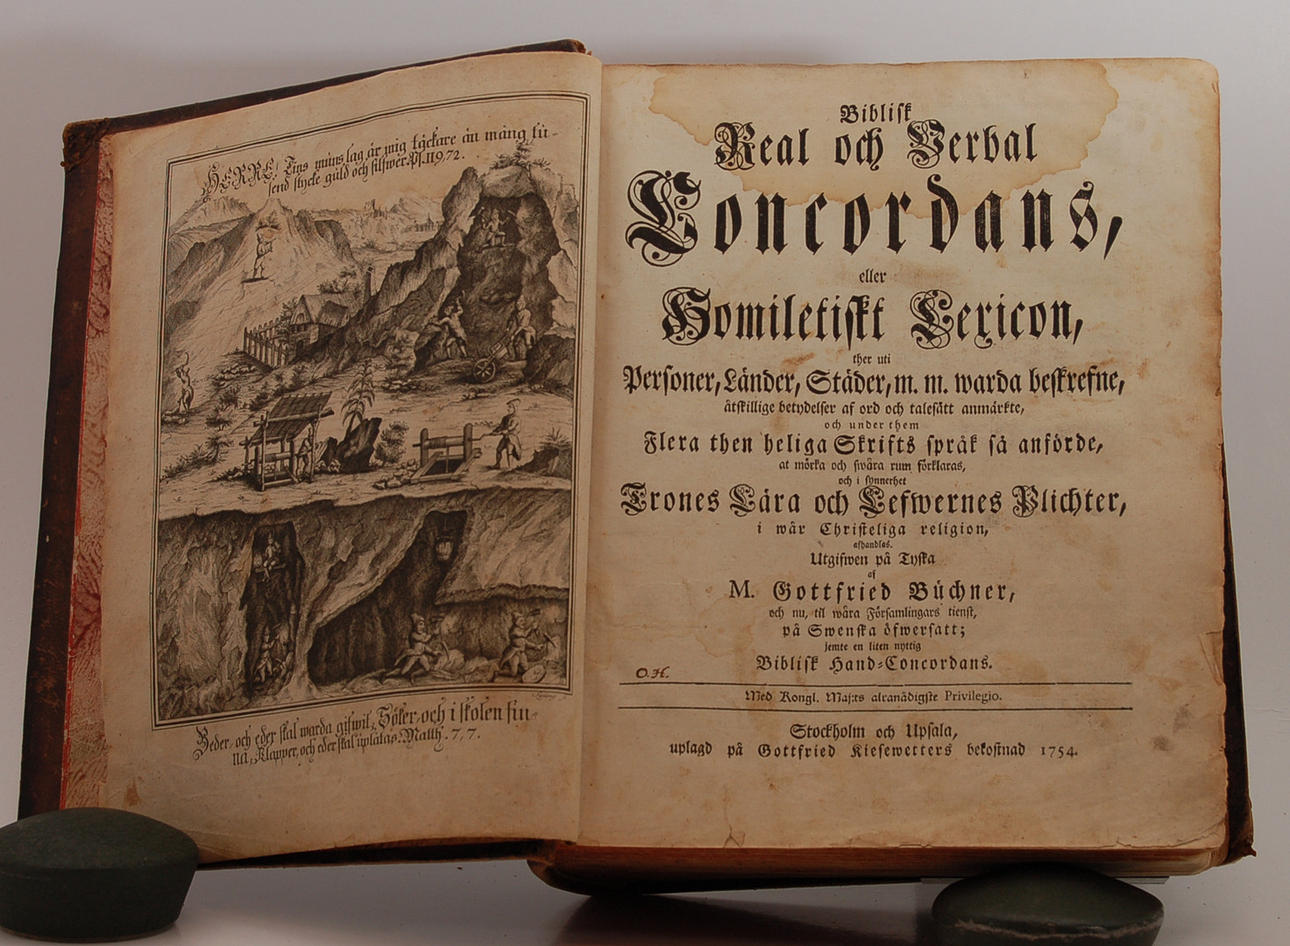 HERRE! Tins muns lag är mig täckare än mång tu-
send stycke guld och silfwer. Ps. 119, 72.
Beder, och eder skal warda gifwit, Söker, och i skolen fin-
na, Klapper, och eder skal uplatas. Matth. 7, 7.
Biblisk
Real och Verbal
Concordans,
eller
Homiletiskt Lexicon,
ther uti
Personer, Länder, Städer, m. m. warda beskrefne,
åtskillige betydelser af ord och talesätt anmärkte,
och under them
Flera then heliga Skrifts språk så anförde,
at mörka och swåra rum förklaras,
och i synnerhet
Trones Lära och Lefwernes Plichter,
i wår Christeliga religion,
afhandlas.
Utgifwen på Tyska
af
M. Gottfried Büchner,
och nu, til wåra Församlingars tienst,
på Swenska öfwersatt;
jemte en liten nyttig
Biblisk Hand-Concordans.
O.H.
Med Kongl. Maj:ts alranådigste Privilegio.
Stockholm och Upsala,
uplagd på Gottfried Kiesewetters bekostnad 1754.